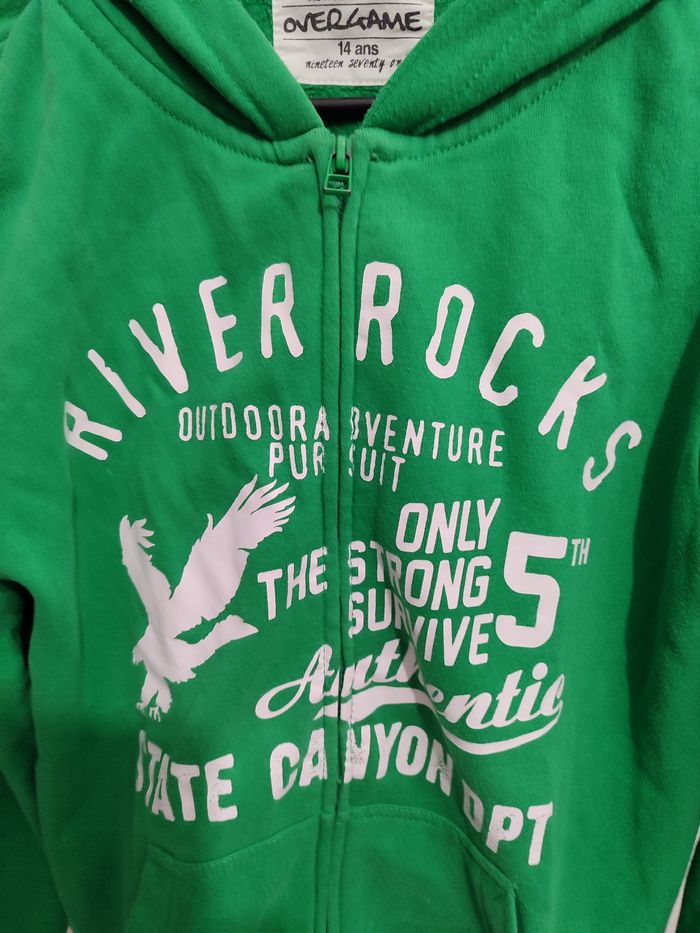 OVERGAME
14 ans
nineteen seventy one
RIVER ROCKS
OUTDOOR ADVENTURE
PURSUIT
ONLY
THE STRONG
SURVIVE
5TH
Authentic
STATE CANYON DPT